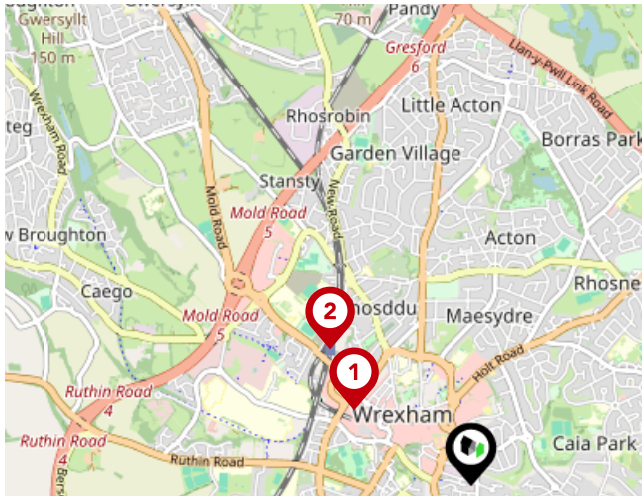 Gwersyllt
Hill
150 m
70 m
Pandy
Gresford
6
Llan-y-Pwll Link Road
Little Acton
Rhosrobin
Borras Park
Garden Village
Wrexham Road
Stansty
Mold Road
Mold Road
5
New Roads
Acton
w Broughton
Caego
Rhosne
hosddu
Mold Road
5
2
Maesydre
Holt Road
1
Ruthin Road
4
Wrexham
Ruthin Road
4
Ruthin Road
Caia Park
Bers